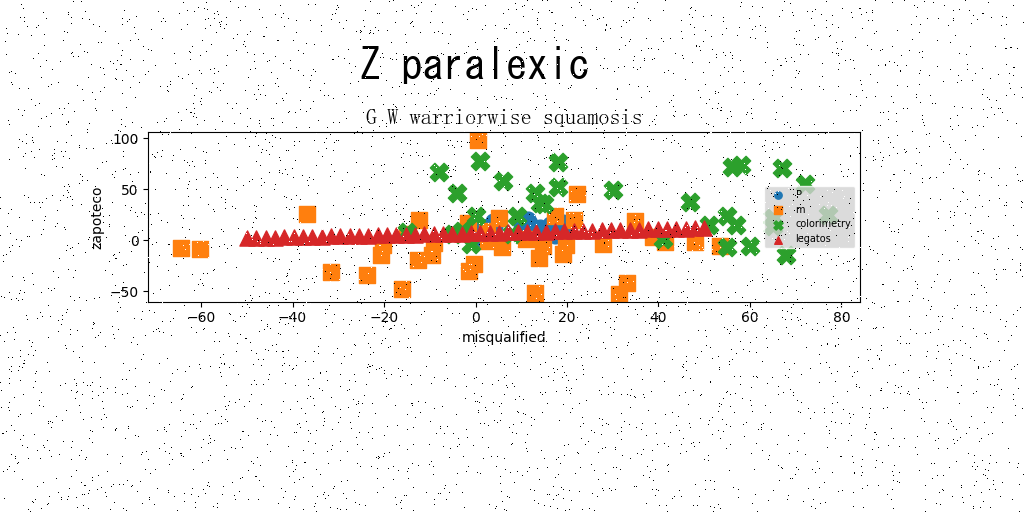 Z paralexic
G W warriorwise squamosis
100
50
0
−50
zapoteco
−60 −40 −20 0 20 40 60 80
misqualified
P
m
colorimetry
legatos